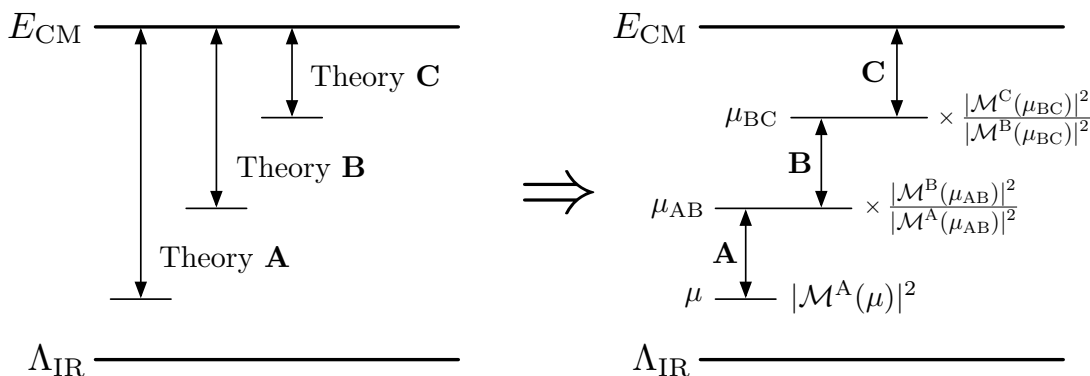 E_CM
Theory C
Theory B
Theory A
Λ_IR
⇒
E_CM
C
μ_BC × |ℳ^C(μ_BC)|^2 / |ℳ^B(μ_BC)|^2
B
μ_AB × |ℳ^B(μ_AB)|^2 / |ℳ^A(μ_AB)|^2
A
μ |ℳ^A(μ)|^2
Λ_IR